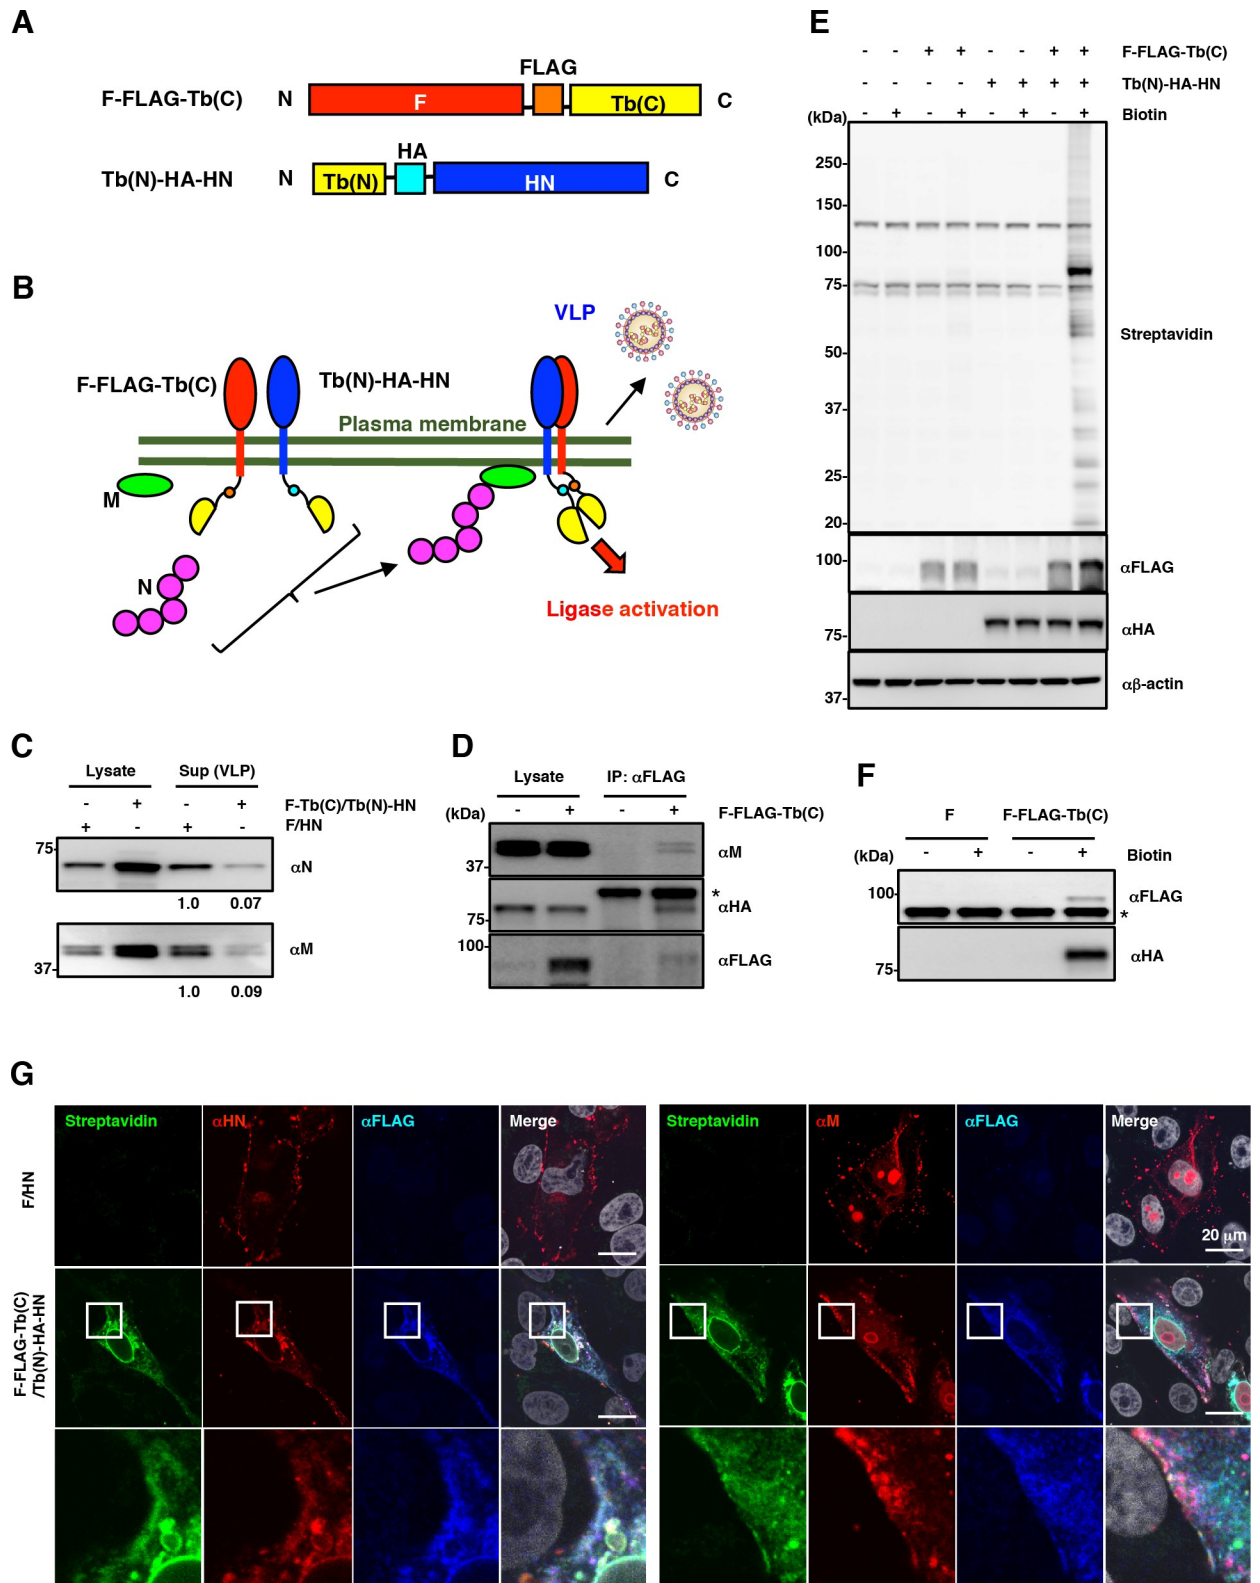 A
FLAG
F-FLAG-Tb(C) N F Tb(C) C
HA
Tb(N)-HA-HN N Tb(N) HN C
B
VLP
F-FLAG-Tb(C) Tb(N)-HA-HN
Plasma membrane
M
N
Ligase activation
C
Lysate Sup (VLP)
- + - + F-Tb(C)/Tb(N)-HN
+ - + - F/HN
75- αN
1.0 0.07
αM
37-
1.0 0.09
D
Lysate IP: αFLAG
(kDa) - + - + F-FLAG-Tb(C)
αM
37-
*
αHA
75-
100-
αFLAG
E
- - + + - - + + F-FLAG-Tb(C)
- - - - + + + + Tb(N)-HA-HN
(kDa) - + - + - + - + Biotin
250-
150-
100-
75-
50-
37-
25-
20-
Streptavidin
100- αFLAG
αHA
75-
αβ-actin
37-
F
F F-FLAG-Tb(C)
(kDa) - + - + Biotin
100- αFLAG
*
αHA
75-
G
Streptavidin αHN αFLAG Merge Streptavidin αM αFLAG Merge
F/HN
20 μm
F-FLAG-Tb(C)
/Tb(N)-HA-HN